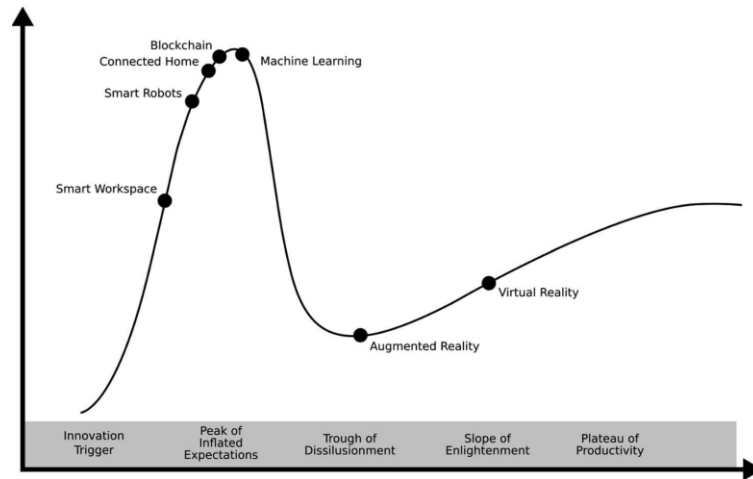 Blockchain
Connected Home
Machine Learning
Smart Robots
Smart Workspace
Virtual Reality
Augmented Reality
Innovation
Trigger
Peak of
Inflated
Expectations
Trough of
Dissilusionment
Slope of
Enlightenment
Plateau of
Productivity